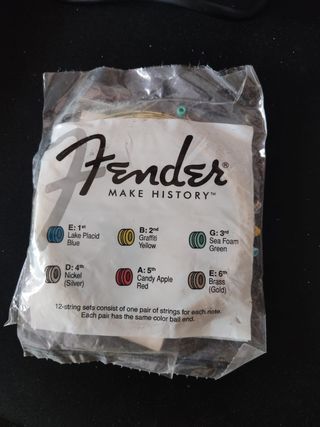 Fender®
MAKE HISTORY™
E: 1st
Lake Placid
Blue
B: 2nd
Graffiti
Yellow
G: 3rd
Sea Foam
Green
D: 4th
Nickel
(Silver)
A: 5th
Candy Apple
Red
E: 6th
Brass
(Gold)
12-string sets consist of one pair of strings for each note.
Each pair has the same color ball end.